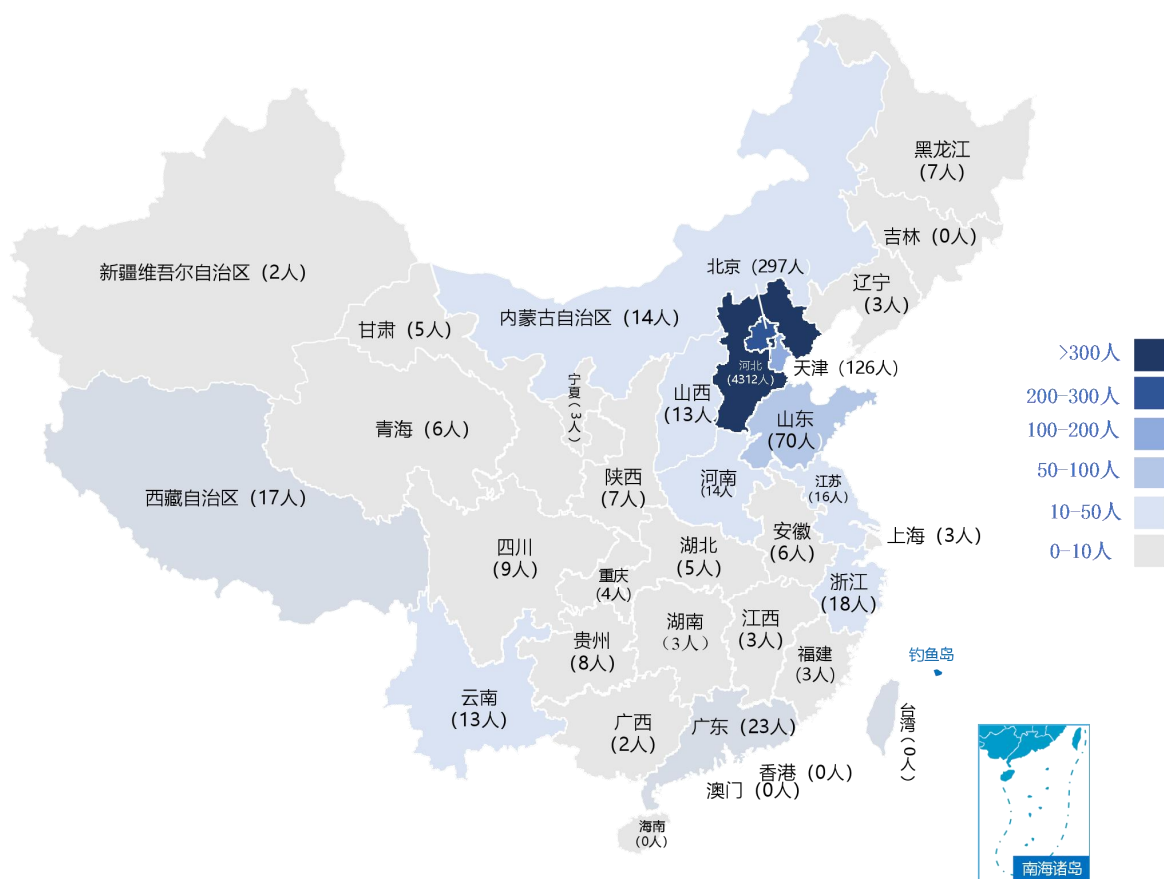 黑龙江
(7人)
吉林（0人）
新疆维吾尔自治区（2人）
北京（297人
辽宁
(3人)
甘肃（5人）
内蒙古自治区（14人）
>300人
河北
(4312人)
天津（126人）
宁夏（3人）
山西
(13人
200-300人
青海（6人）
山东
(70人)
100-200人
陕西
(7人)
河南
(14人
江苏
(16人)
50-100人
西藏自治区（17人）
10-50人
安徽
(6人)
上海（3人）
四川
(9人)
湖北
(5人)
0-10人
重庆
(4人)
浙江
(18人)
湖南
（3人）
江西
(3人)
贵州
(8人)
福建
(3人)
钓鱼岛
云南
(13人)
广西
(2人)
广东（23人）
台湾（0人）
香港（0人）
澳门（0人）
海南
(0人)
南海诸岛